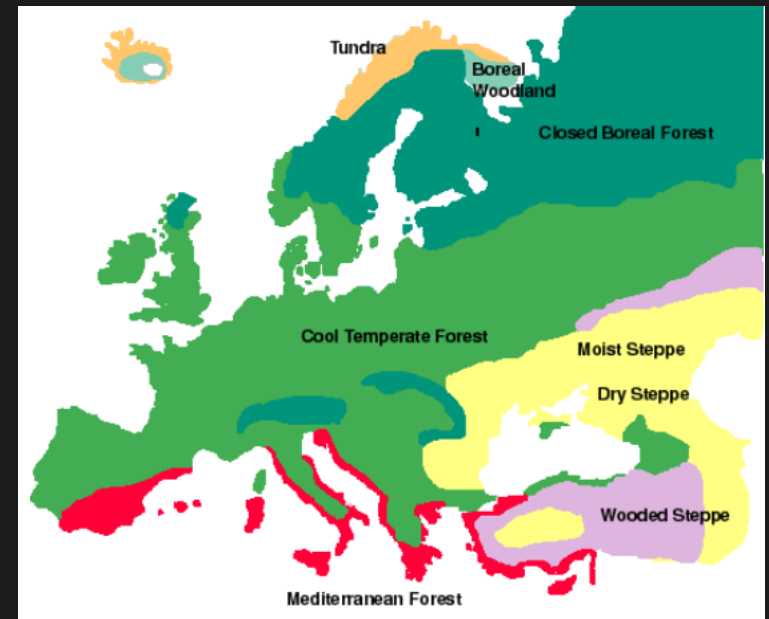 Tundra
Boreal
Woodland
Closed Boreal Forest
Cool Temperate Forest
Moist Steppe
Dry Steppe
Wooded Steppe
Mediterranean Forest